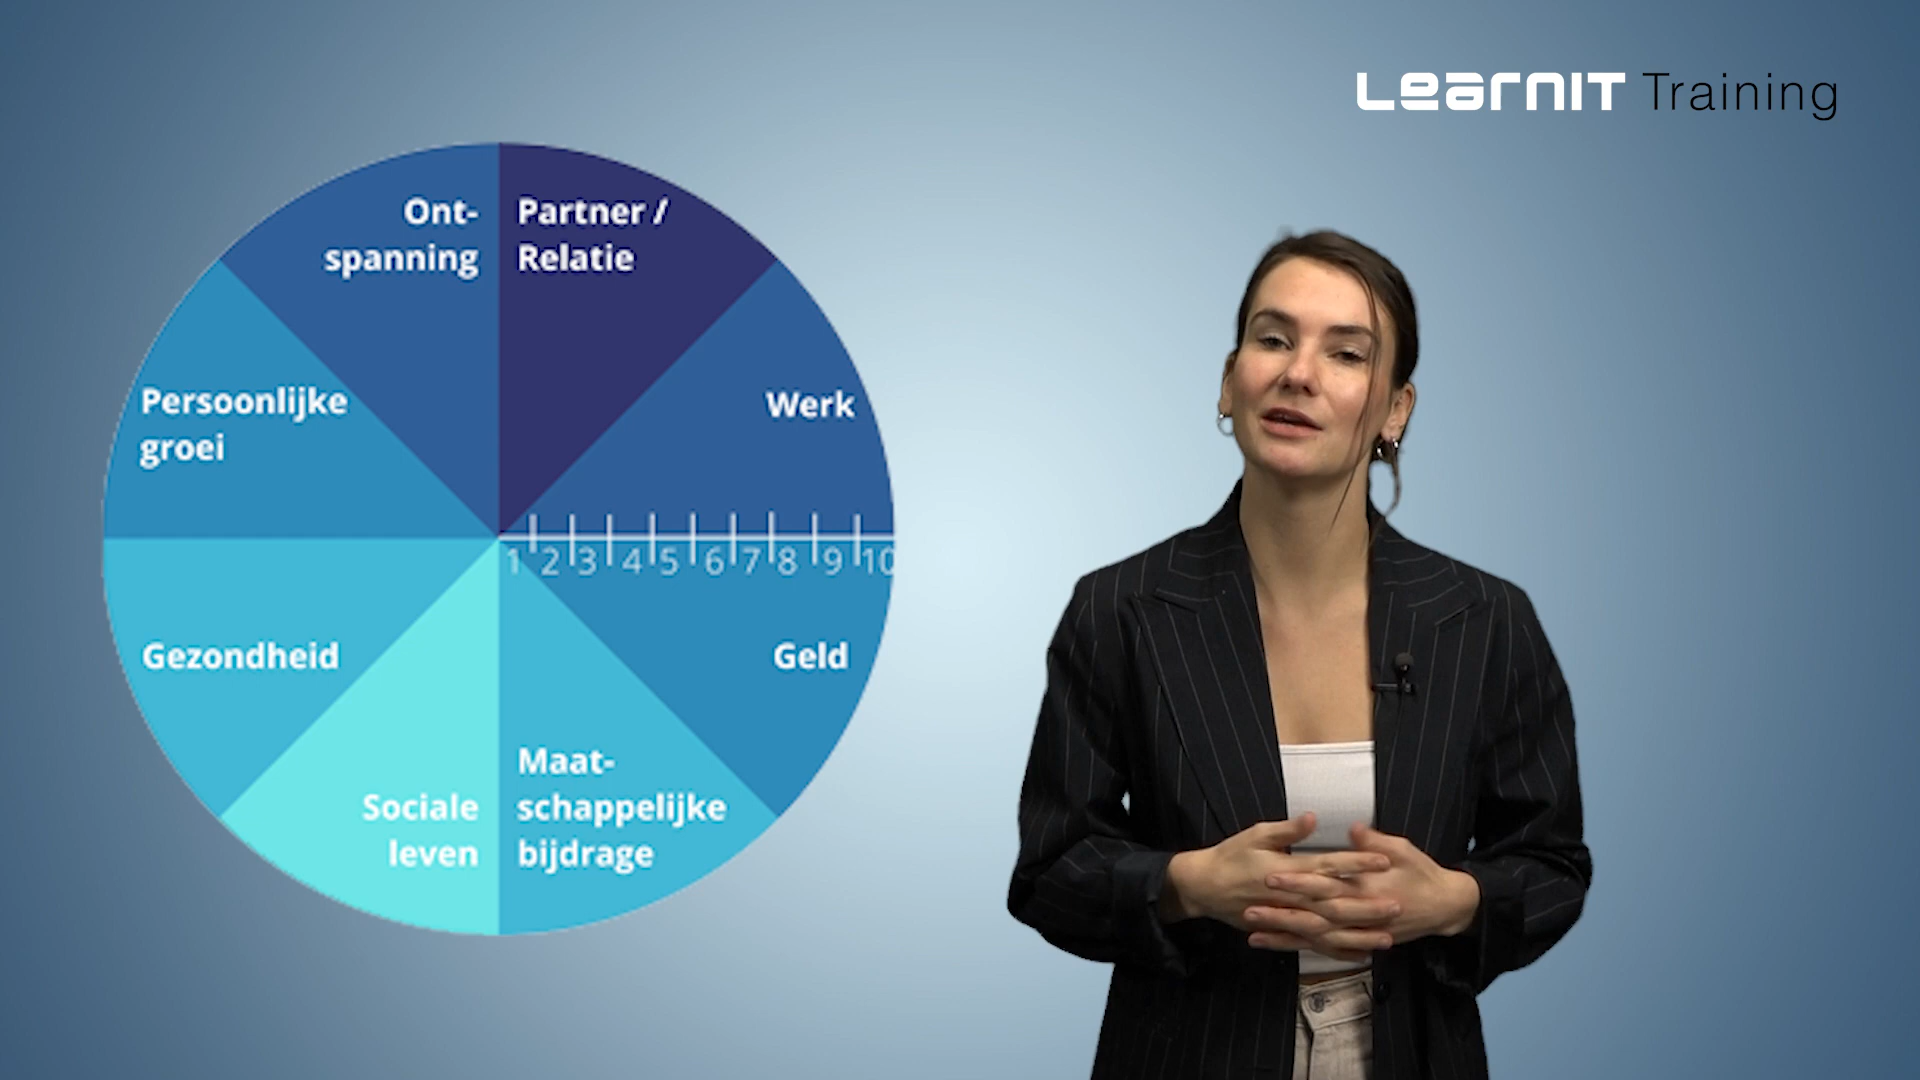 Learnit Training
Ont-
spanning
Partner /
Relatie
Persoonlijke
groei
Werk
1 2 3 4 5 6 7 8 9 10
Gezondheid
Geld
Sociale
leven
Maat-
schappelijke
bijdrage